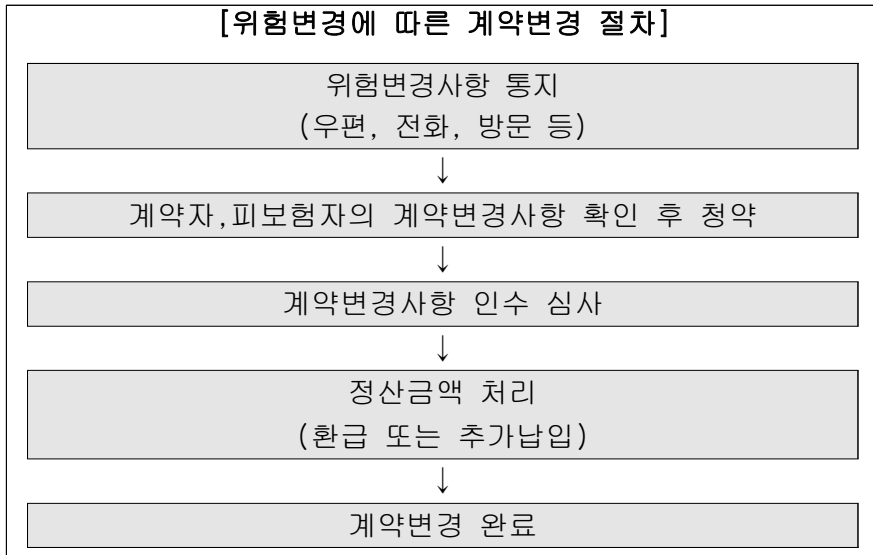 [위험변경에 따른 계약변경 절차]
위험변경사항 통지
(우편, 전화, 방문 등)
↓
계약자,피보험자의 계약변경사항 확인 후 청약
↓
계약변경사항 인수 심사
↓
정산금액 처리
(환급 또는 추가납입)
↓
계약변경 완료